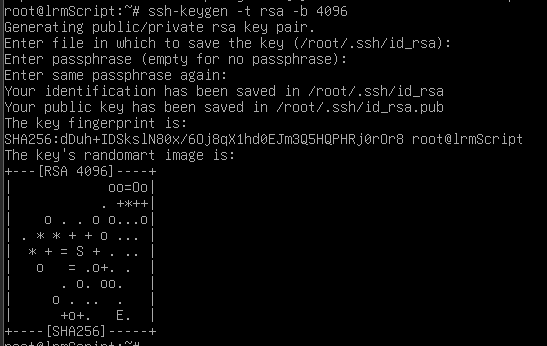 root@lrmScript:~# ssh-keygen -t rsa -b 4096
Generating public/private rsa key pair.
Enter file in which to save the key (/root/.ssh/id_rsa):
Enter passphrase (empty for no passphrase):
Enter same passphrase again:
Your identification has been saved in /root/.ssh/id_rsa
Your public key has been saved in /root/.ssh/id_rsa.pub
The key fingerprint is:
SHA256:dDuh+IDSkslN80x/6Oj8qX1hd0EJm3Q5HQPHRj0rOr8 root@lrmScript
The key's randomart image is:
+---[RSA 4096]----+
|             oo=Oo|
|            . +*++|
|     o . . o o...o|
| . * * + + o ... |
|  * + = S + . .. |
|   o   = .o+. .  |
|      . o. oo.   |
|     o . ..  .   |
|      +o+.   E.  |
+----[SHA256]-----+
root@lrmScript:~#